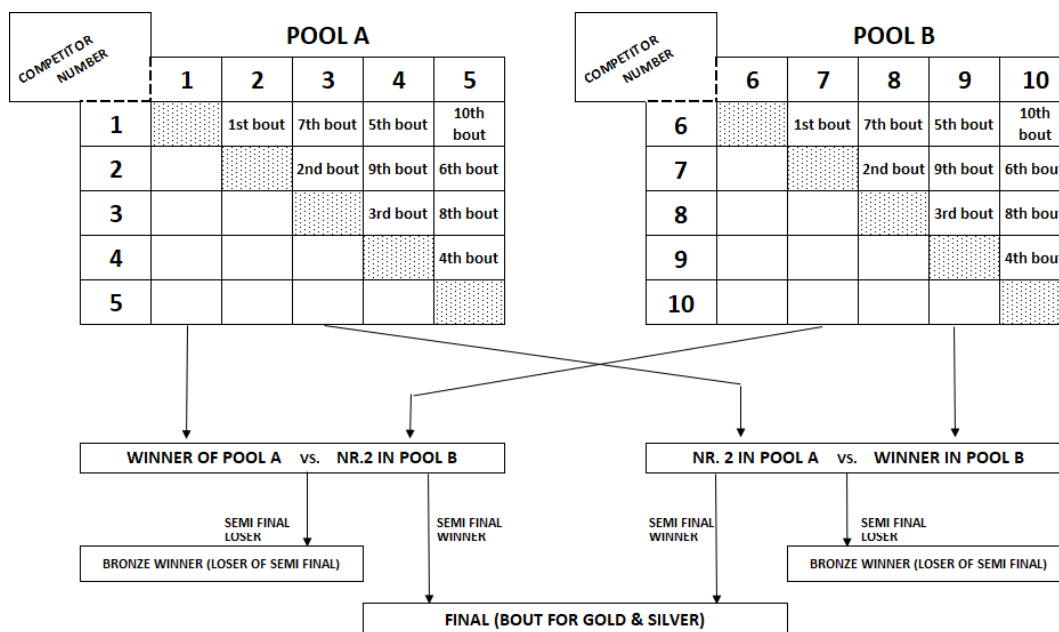 POOL A
POOL B
COMPETITOR
NUMBER
1 2 3 4 5
1 1st bout 7th bout 5th bout 10th
bout
2 2nd bout 9th bout 6th bout
3 3rd bout 8th bout
4 4th bout
5
COMPETITOR
NUMBER
6 7 8 9 10
6 1st bout 7th bout 5th bout 10th
bout
7 2nd bout 9th bout 6th bout
8 3rd bout 8th bout
9 4th bout
10
WINNER OF POOL A vs. NR.2 IN POOL B
NR. 2 IN POOL A vs. WINNER IN POOL B
SEMI FINAL
LOSER
SEMI FINAL
WINNER
SEMI FINAL
WINNER
SEMI FINAL
LOSER
BRONZE WINNER (LOSER OF SEMI FINAL)
BRONZE WINNER (LOSER OF SEMI FINAL)
FINAL (BOUT FOR GOLD & SILVER)